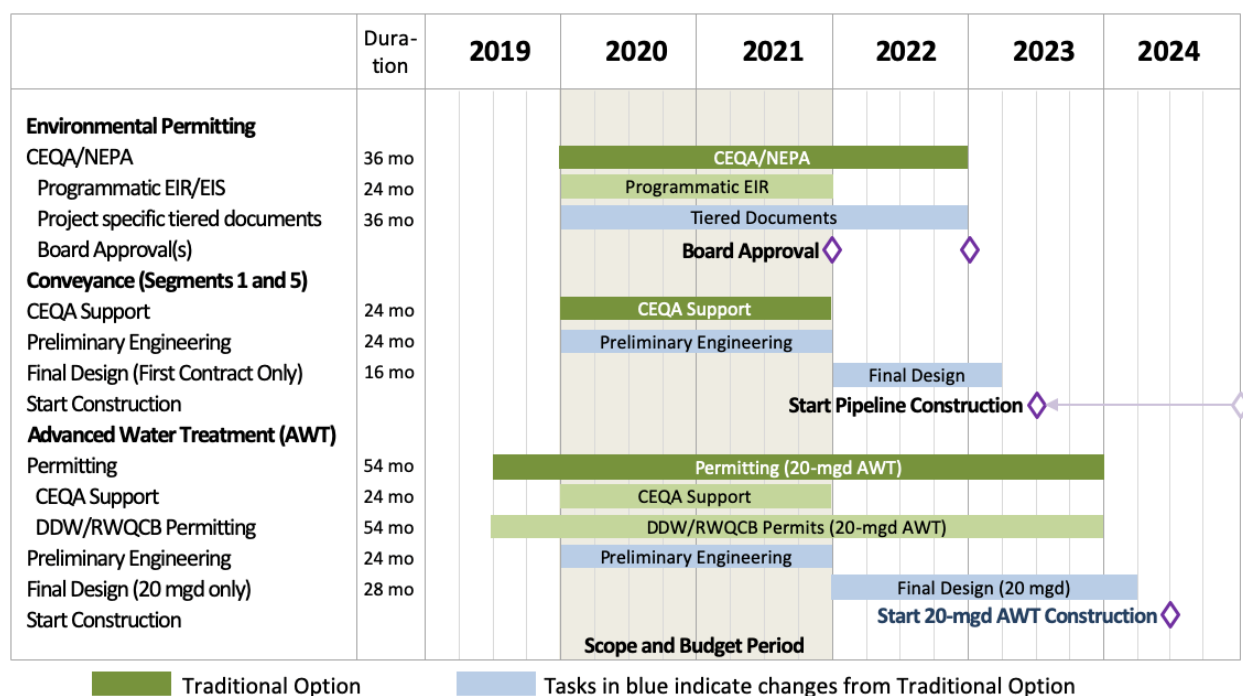 Dura-
tion
2019
2020
2021
2022
2023
2024
Environmental Permitting
CEQA/NEPA
36 mo
CEQA/NEPA
Programmatic EIR/EIS
24 mo
Programmatic EIR
Project specific tiered documents
36 mo
Tiered Documents
Board Approval(s)
Board Approval
Conveyance (Segments 1 and 5)
CEQA Support
24 mo
CEQA Support
Preliminary Engineering
24 mo
Preliminary Engineering
Final Design (First Contract Only)
16 mo
Final Design
Start Construction
Start Pipeline Construction
Advanced Water Treatment (AWT)
Permitting
54 mo
Permitting (20-mgd AWT)
CEQA Support
24 mo
CEQA Support
DDW/RWQCB Permitting
54 mo
DDW/RWQCB Permits (20-mgd AWT)
Preliminary Engineering
24 mo
Preliminary Engineering
Final Design (20 mgd only)
28 mo
Final Design (20 mgd)
Start Construction
Start 20-mgd AWT Construction
Scope and Budget Period
Traditional Option
Tasks in blue indicate changes from Traditional Option